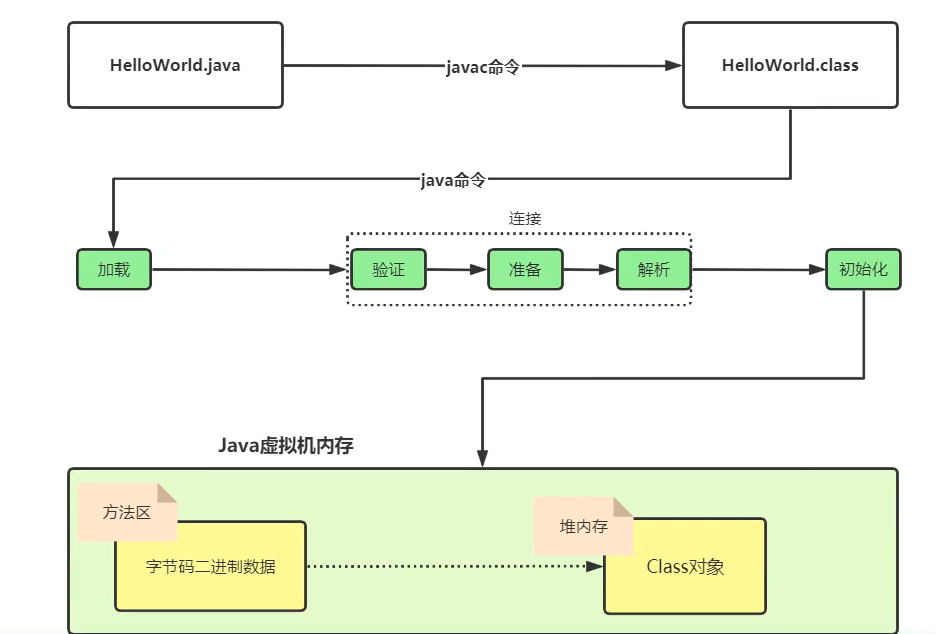 HelloWorld.java
javac命令
HelloWorld.class
java命令
连接
加载
验证
准备
解析
初始化
Java虚拟机内存
方法区
字节码二进制数据
堆内存
Class对象